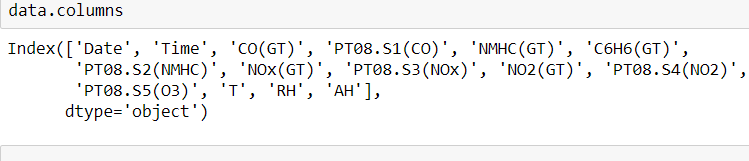 data.columns
Index(['Date', 'Time', 'CO(GT)', 'PT08.S1(CO)', 'NMHC(GT)', 'C6H6(GT)',
'PT08.S2(NMHC)', 'NOx(GT)', 'PT08.S3(NOx)', 'NO2(GT)', 'PT08.S4(NO2)',
'PT08.S5(O3)', 'T', 'RH', 'AH'],
dtype='object')